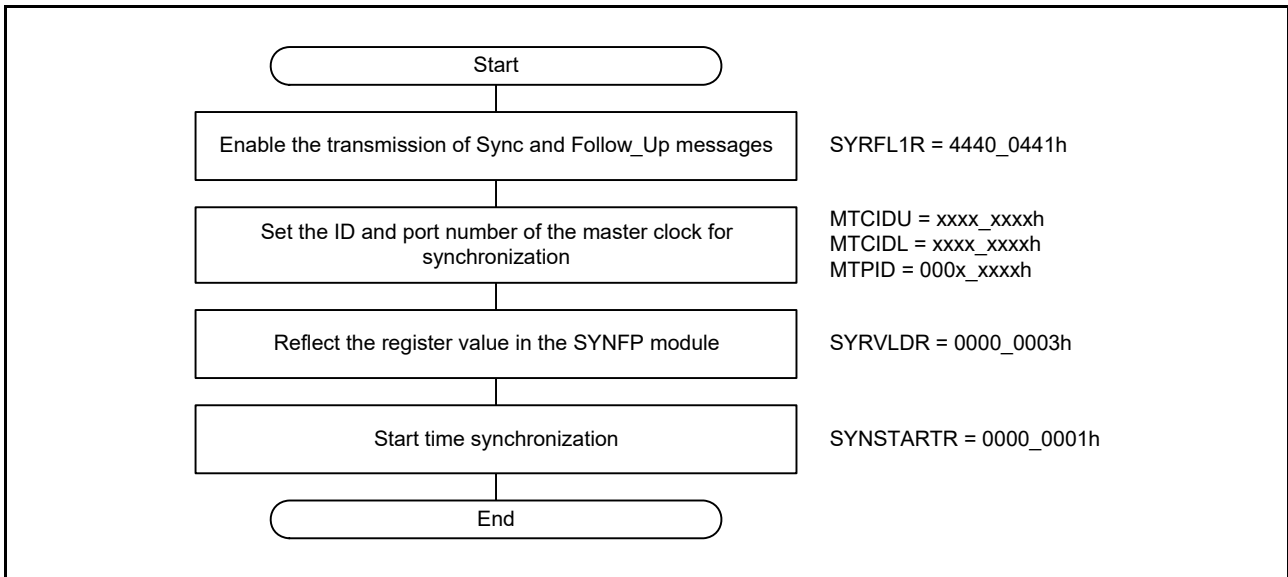 Start
Enable the transmission of Sync and Follow_Up messages
SYRFL1R = 4440_0441h
Set the ID and port number of the master clock for
synchronization
MTCIDU = xxxx_xxxxh
MTCIDL = xxxx_xxxxh
MTPID = 000x_xxxxh
Reflect the register value in the SYNFP module
SYRVLDR = 0000_0003h
Start time synchronization
SYNSTARTR = 0000_0001h
End